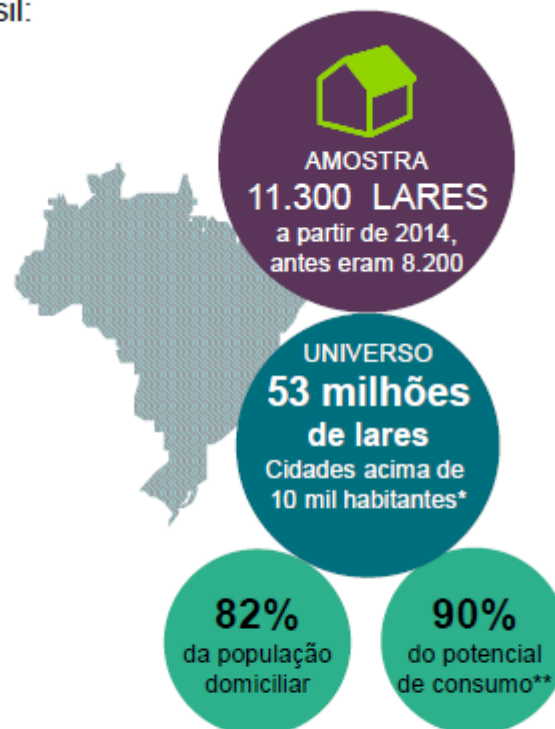 sil:
AMOSTRA
11.300 LARES
a partir de 2014,
antes eram 8.200
UNIVERSO
53 milhões
de lares
Cidades acima de
10 mil habitantes*
82%
da população
domiciliar
90%
do potencial
de consumo**